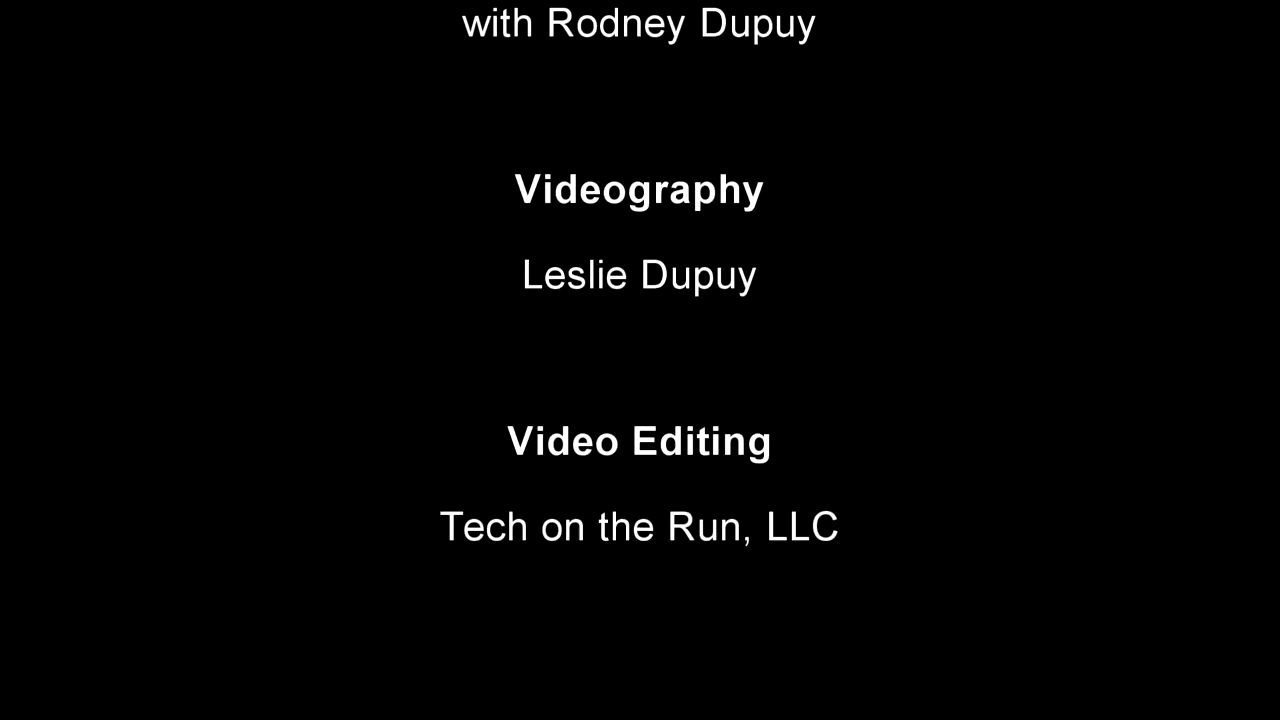 with Rodney Dupuy
Videography
Leslie Dupuy
Video Editing
Tech on the Run, LLC